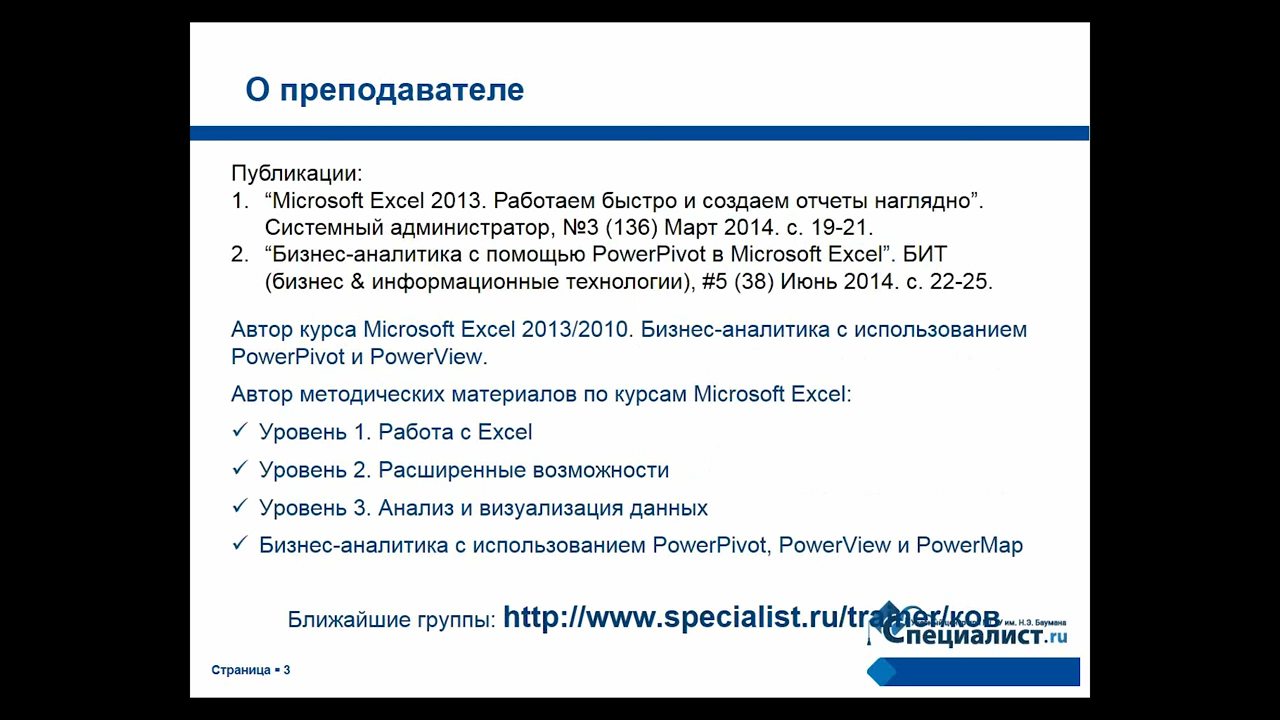 О преподавателе
Публикации:
1. “Microsoft Excel 2013. Работаем быстро и создаем отчеты наглядно”.
Системный администратор, №3 (136) Март 2014. с. 19-21.
2. “Бизнес-аналитика с помощью PowerPivot в Microsoft Excel”. БИТ
(бизнес & информационные технологии), #5 (38) Июнь 2014. с. 22-25.
Автор курса Microsoft Excel 2013/2010. Бизнес-аналитика с использованием
PowerPivot и PowerView.
Автор методических материалов по курсам Microsoft Excel:
✓ Уровень 1. Работа с Excel
✓ Уровень 2. Расширенные возможности
✓ Уровень 3. Анализ и визуализация данных
✓ Бизнес-аналитика с использованием PowerPivot, PowerView и PowerMap
Ближайшие группы: http://www.specialist.ru/trainer/ков
им. Н.Э. Баумана
Специалист.ru
Страница ▪ 3